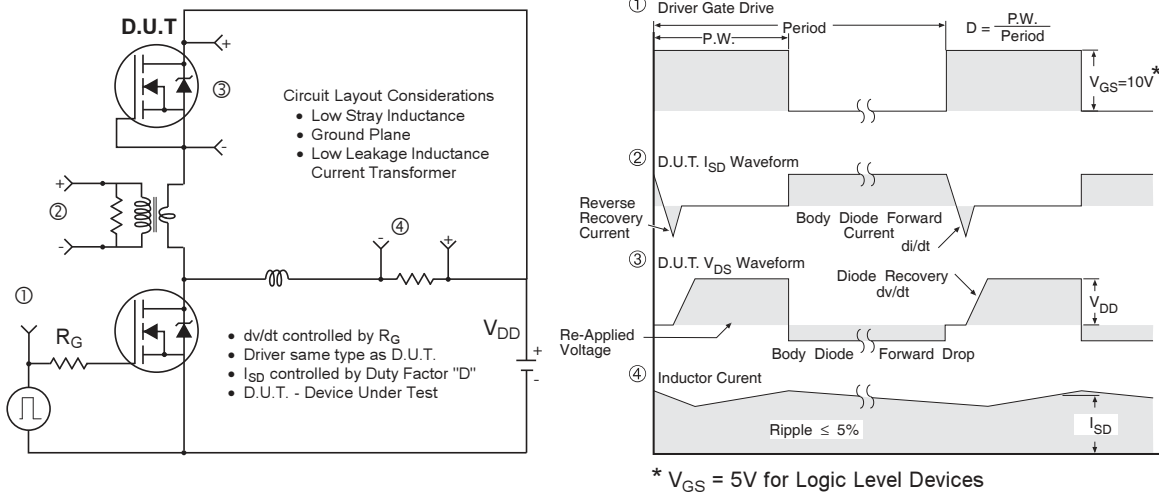 D.U.T
+
③
-
Circuit Layout Considerations
• Low Stray Inductance
• Ground Plane
• Low Leakage Inductance
Current Transformer
+
②
-
④
-
+
①
R_G
V_DD
+
-
• dv/dt controlled by R_G
• Driver same type as D.U.T.
• I_SD controlled by Duty Factor "D"
• D.U.T. - Device Under Test
① Driver Gate Drive
Period
P.W.
D = P.W.
Period
V_GS=10V*
② D.U.T. I_SD Waveform
Reverse
Recovery
Current
Body Diode Forward
Current
di/dt
③ D.U.T. V_DS Waveform
Diode Recovery
dv/dt
V_DD
Re-Applied
Voltage
Body Diode Forward Drop
④ Inductor Curent
Ripple ≤ 5%
I_SD
* V_GS = 5V for Logic Level Devices